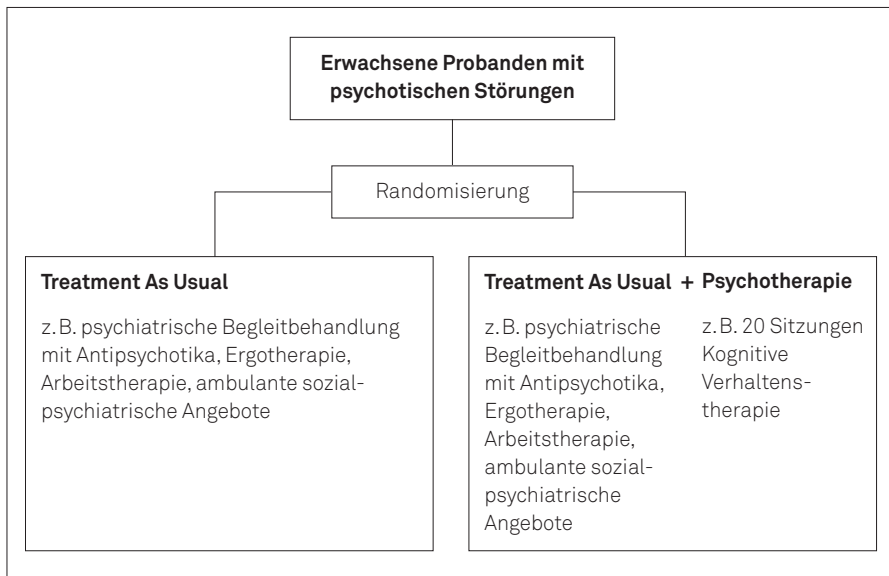 Erwachsene Probanden mit
psychotischen Störungen
Randomisierung
Treatment As Usual
z. B. psychiatrische Begleitbehandlung
mit Antipsychotika, Ergotherapie,
Arbeitstherapie, ambulante sozial-
psychiatrische Angebote
Treatment As Usual + Psychotherapie
z. B. psychiatrische
Begleitbehandlung
mit Antipsychotika,
Ergotherapie,
Arbeitstherapie,
ambulante sozial-
psychiatrische
Angebote
z. B. 20 Sitzungen
Kognitive
Verhaltens-
therapie